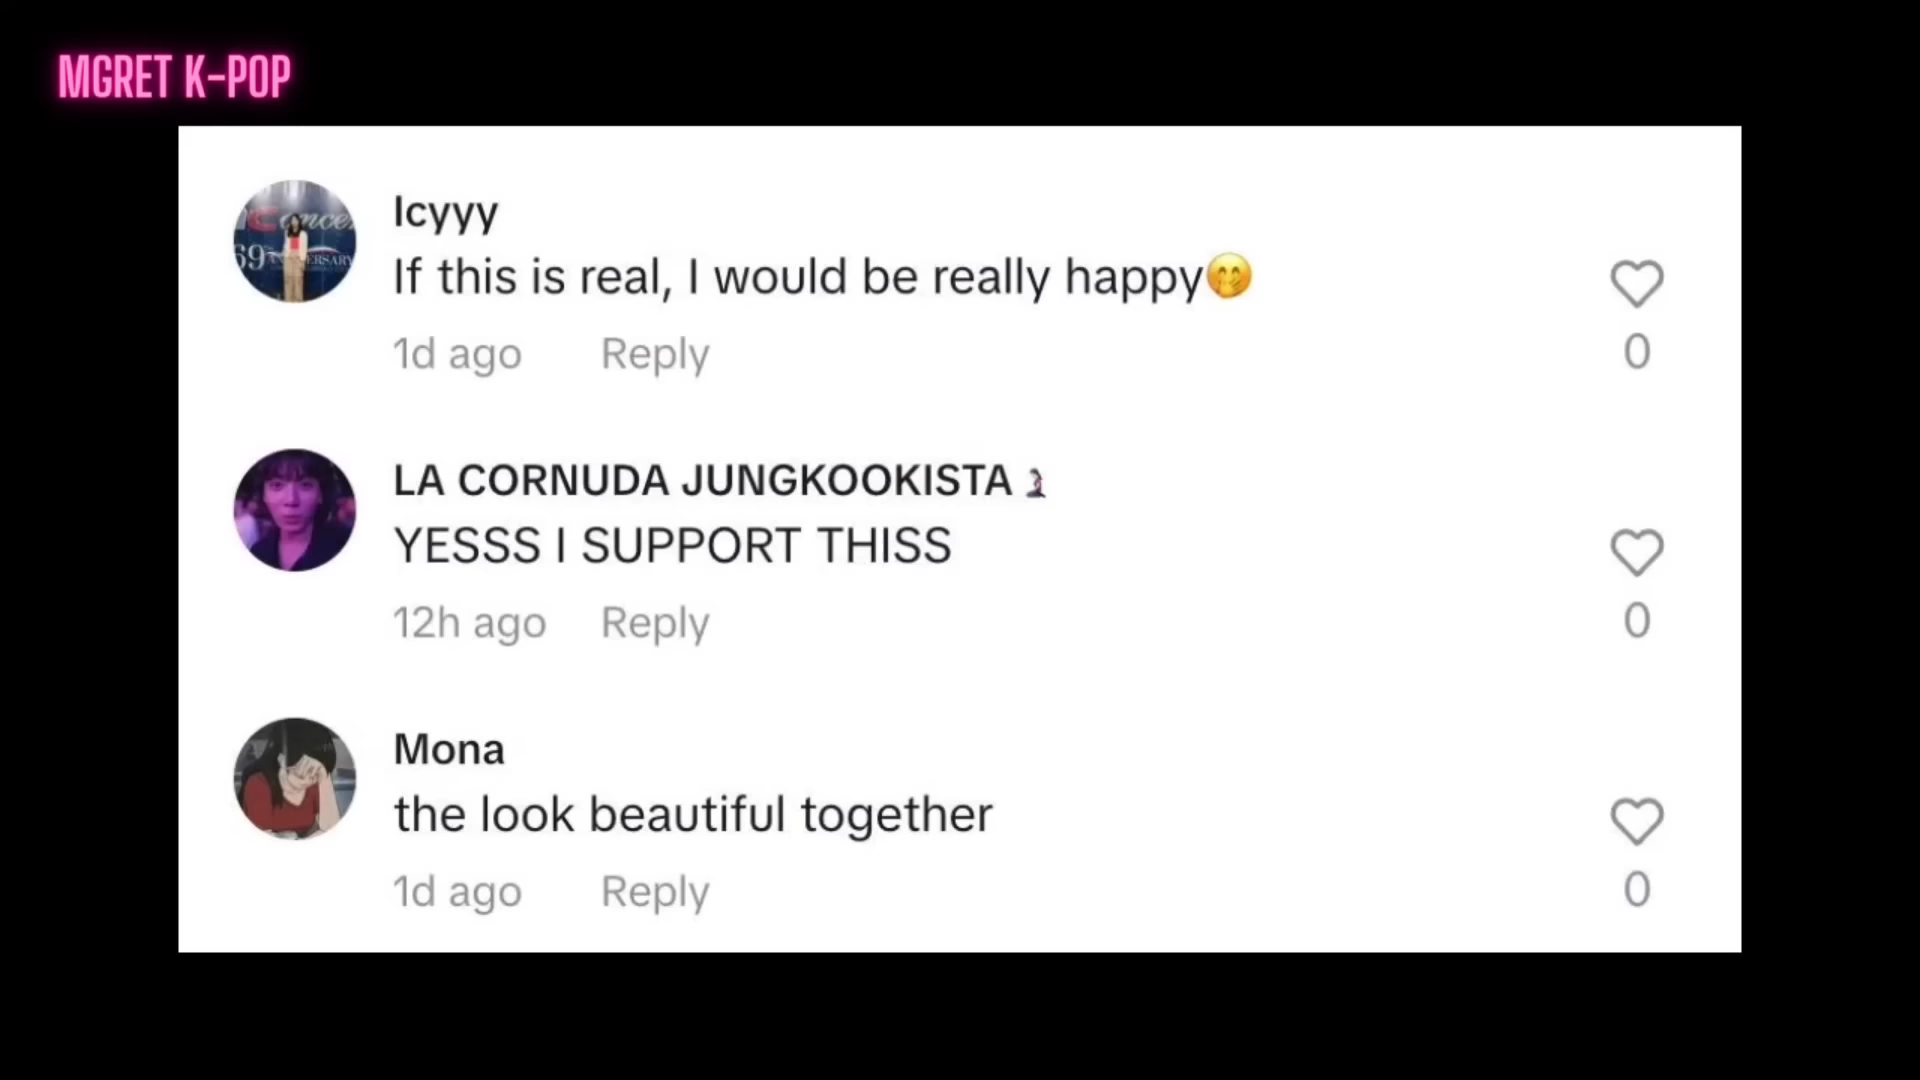 MGRET K-POP
Icyyy
If this is real, I would be really happy🤭
1d ago Reply
0
LA CORNUDA JUNGKOOKISTA
YESSS I SUPPORT THISS
12h ago Reply
0
Mona
the look beautiful together
1d ago Reply
0